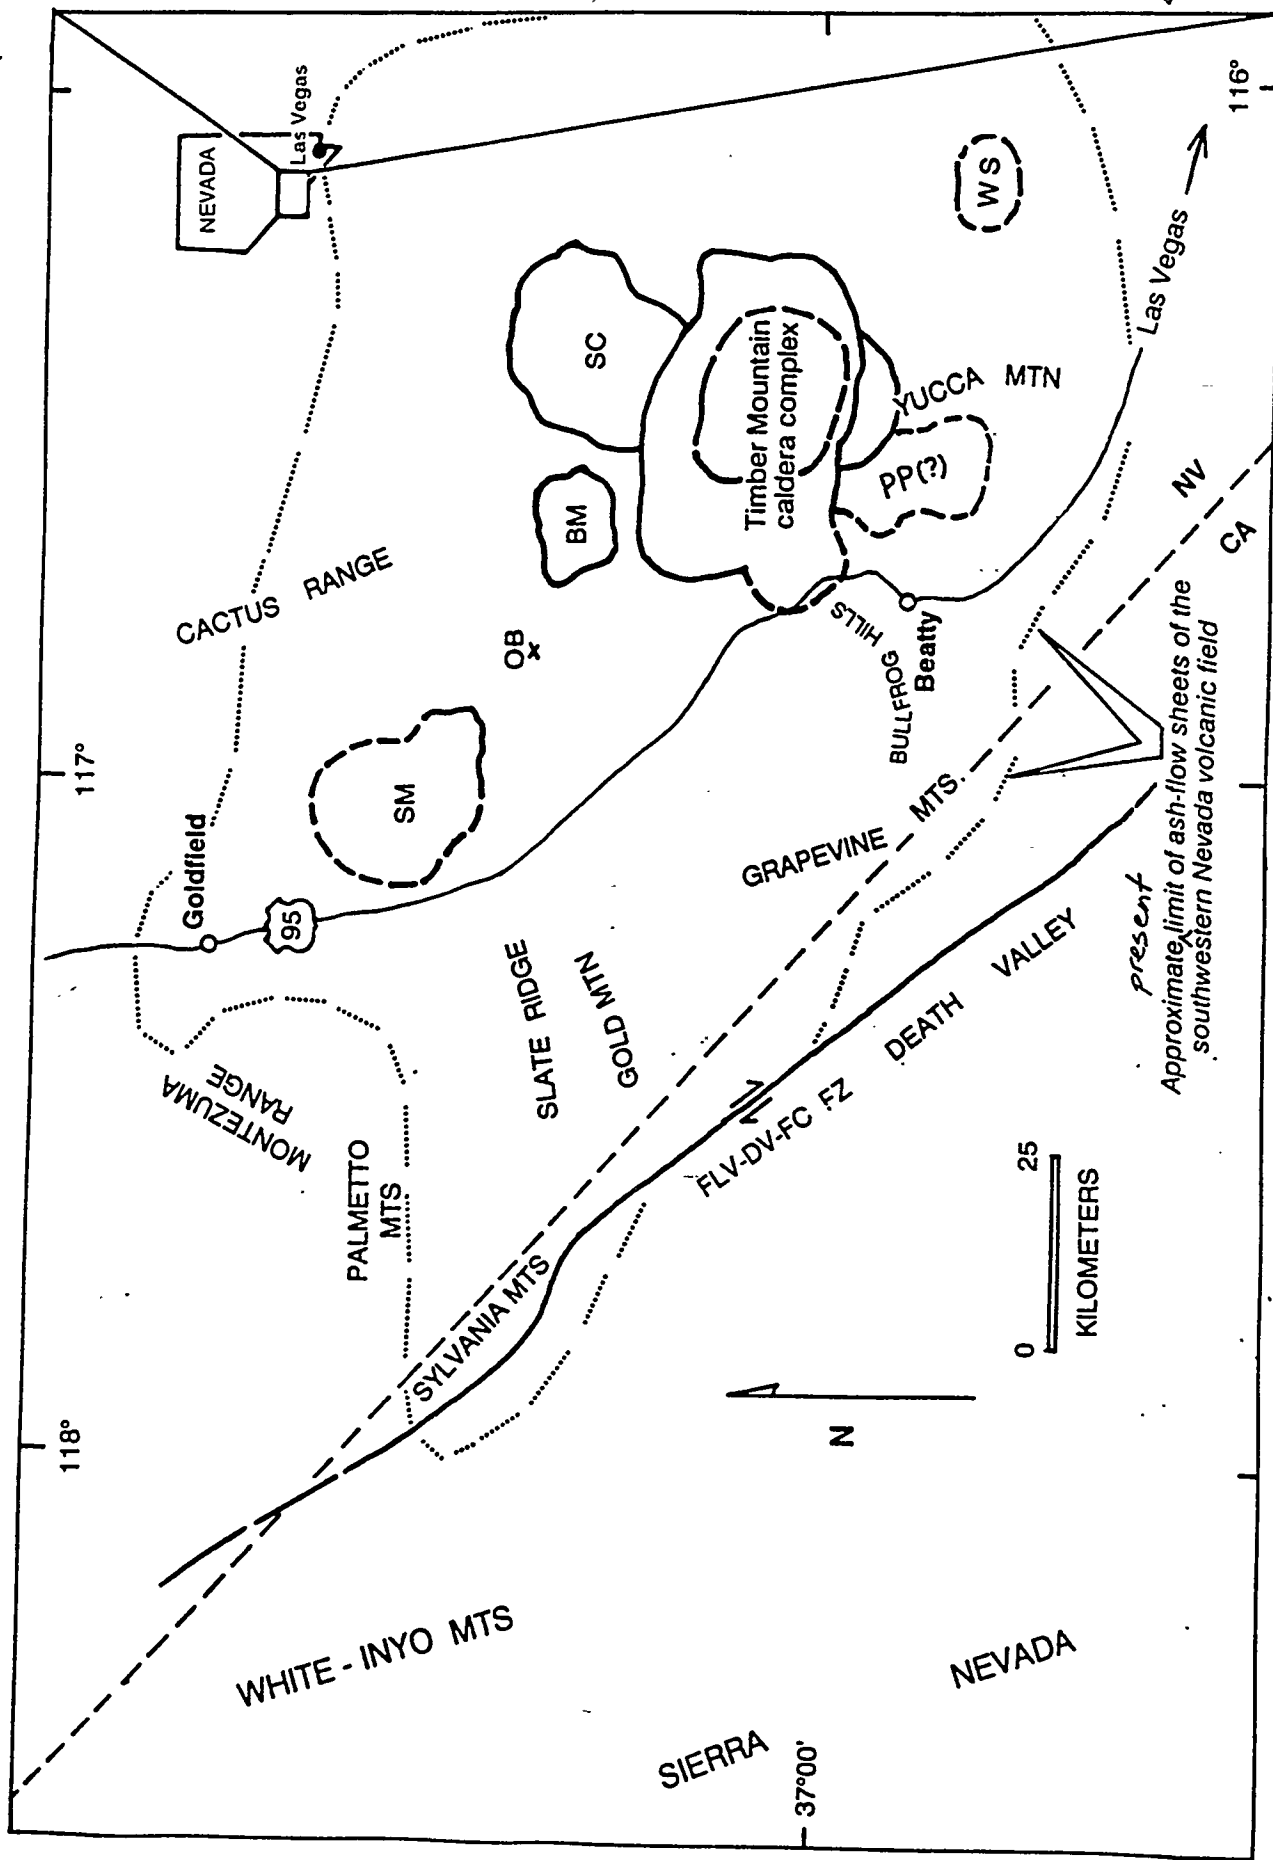 118°
117°
116°
37°00'
NEVADA
Las Vegas
MONTEZUMA
RANGE
Goldfield
95
CACTUS RANGE
PALMETTO
MTS
SM
OB
x
BM
SC
SYLVANIA MTS
SLATE RIDGE
GOLD MTN
WHITE - INYO MTS
Timber Mountain
caldera complex
GRAPEVINE MTS.
BULLFROG HILLS
Beatty
PP(?)
YUCCA MTN
WS
FLV-DV-FC FZ
DEATH VALLEY
SIERRA NEVADA
N
0 25
KILOMETERS
NV
CA
Las Vegas
present
Approximate ^ limit of ash-flow sheets of the
southwestern Nevada volcanic field